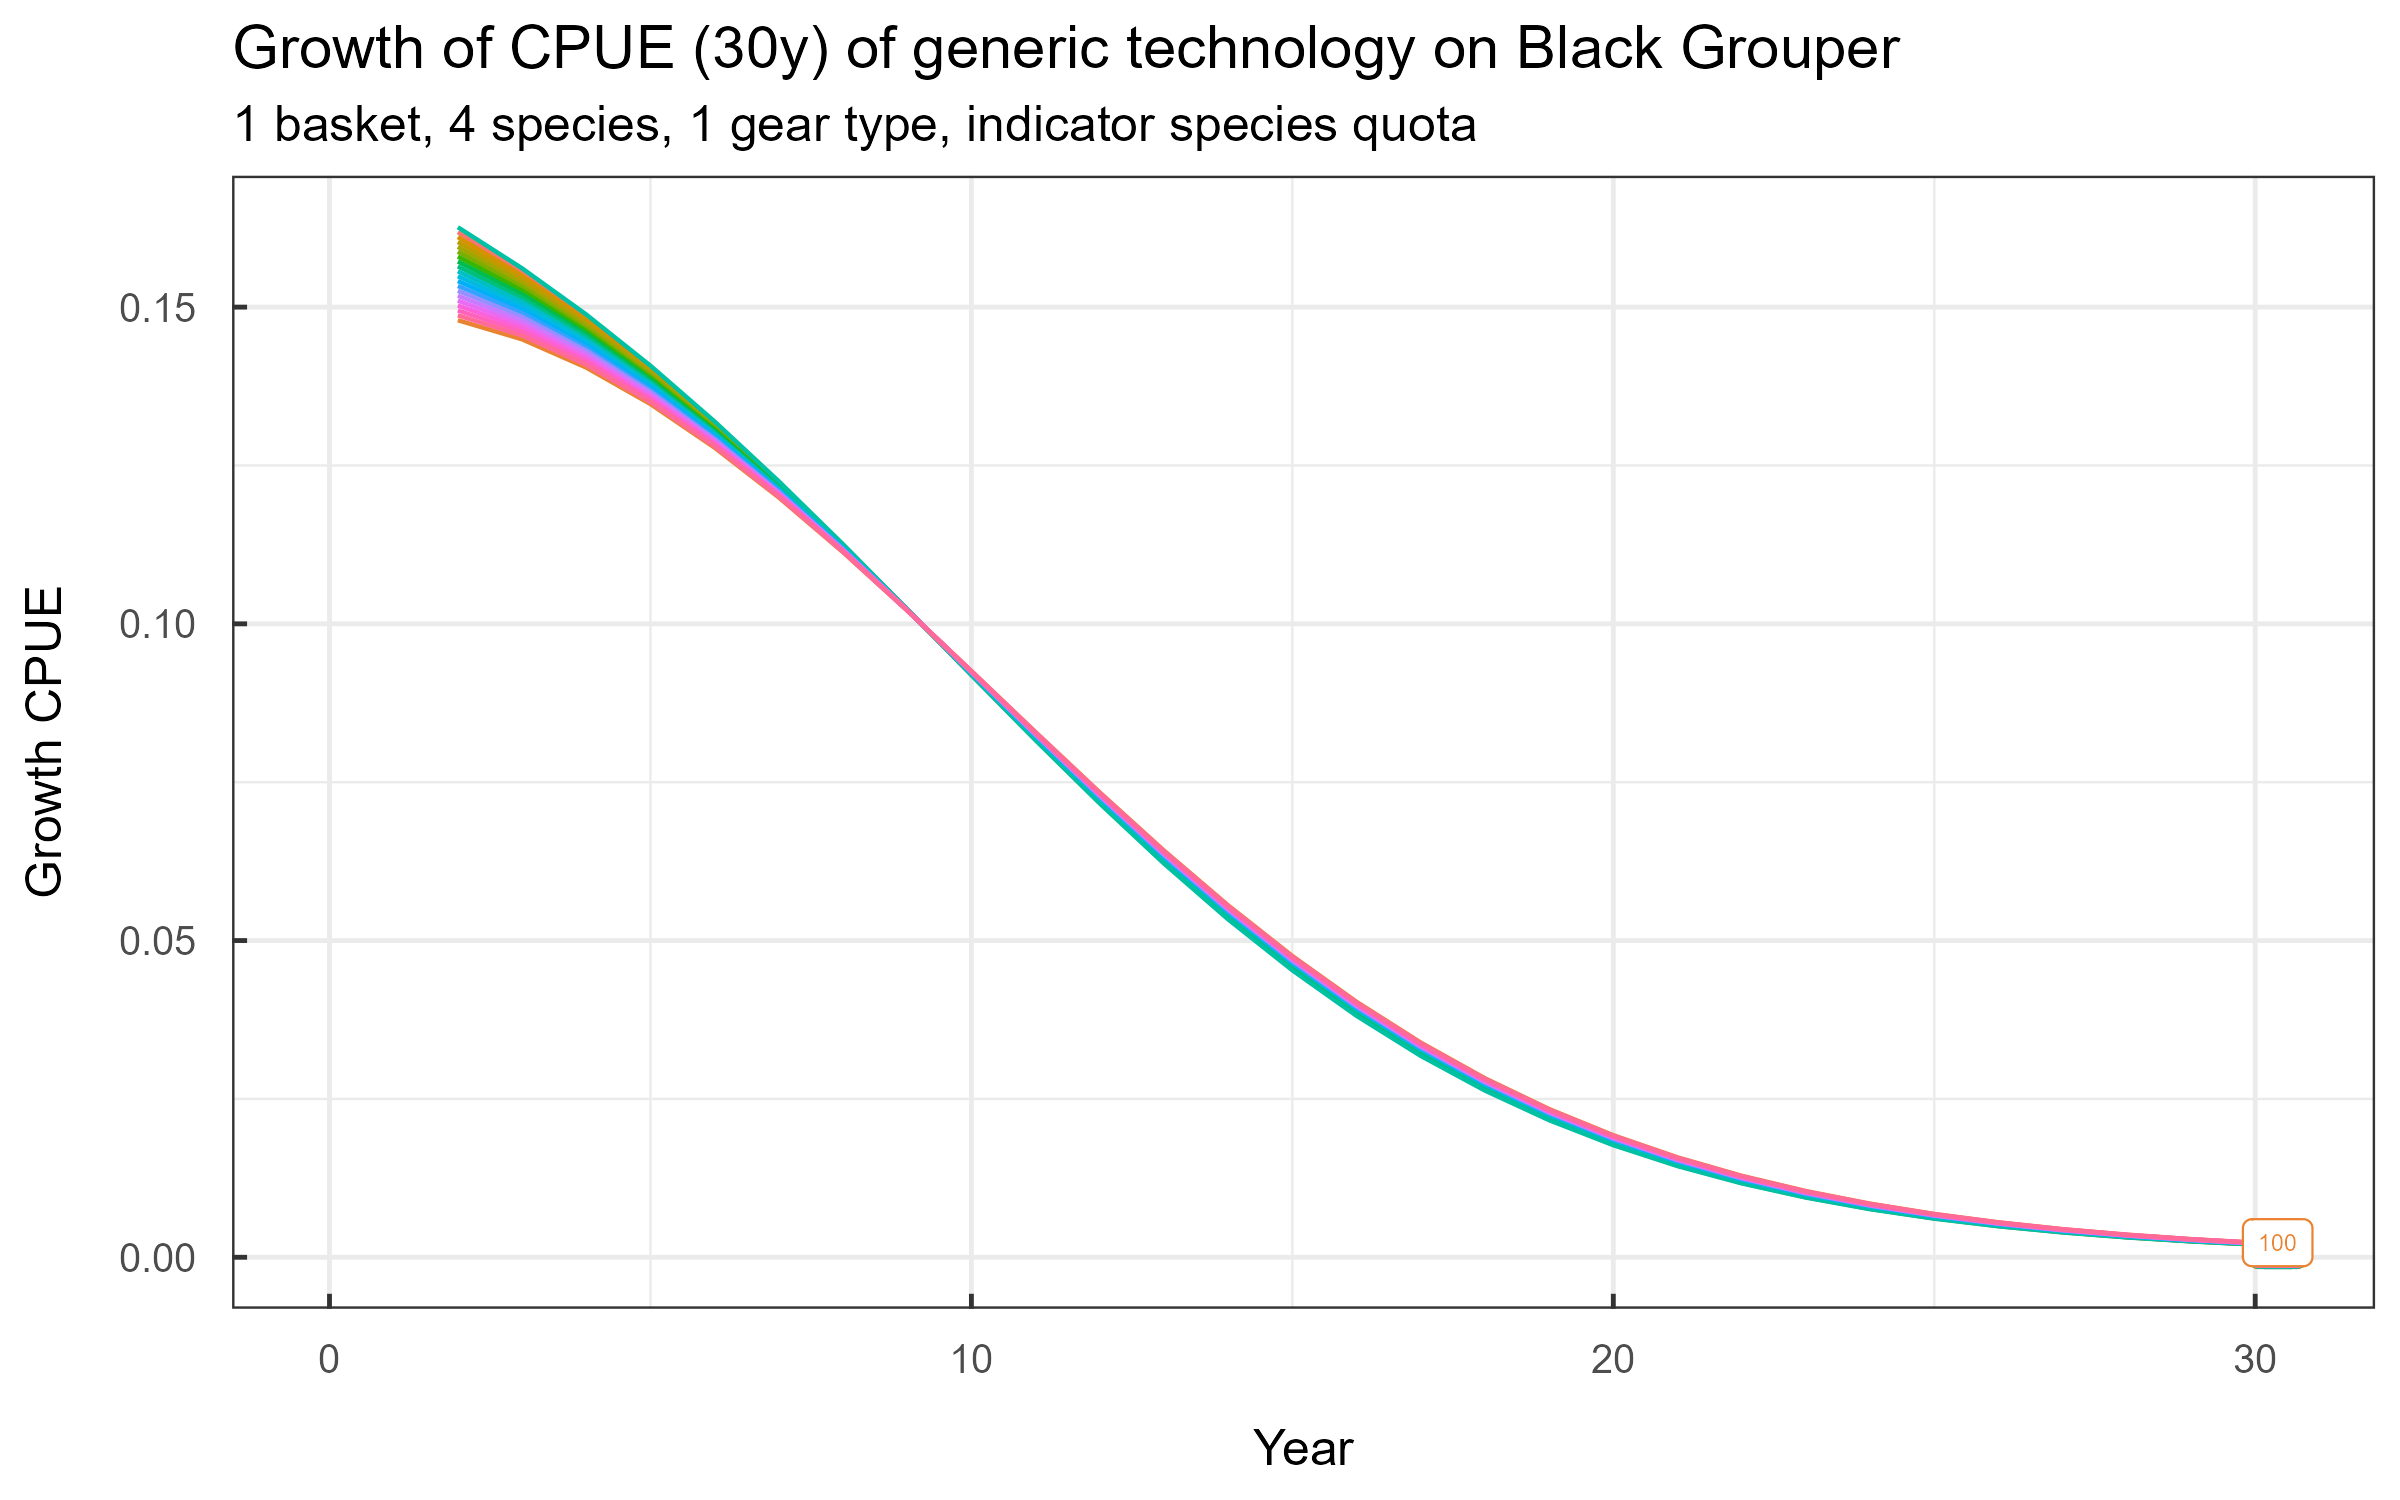 Growth of CPUE (30y) of generic technology on Black Grouper
1 basket, 4 species, 1 gear type, indicator species quota
Growth CPUE
0.15
0.10
0.05
0.00
100
0
10
20
30
Year